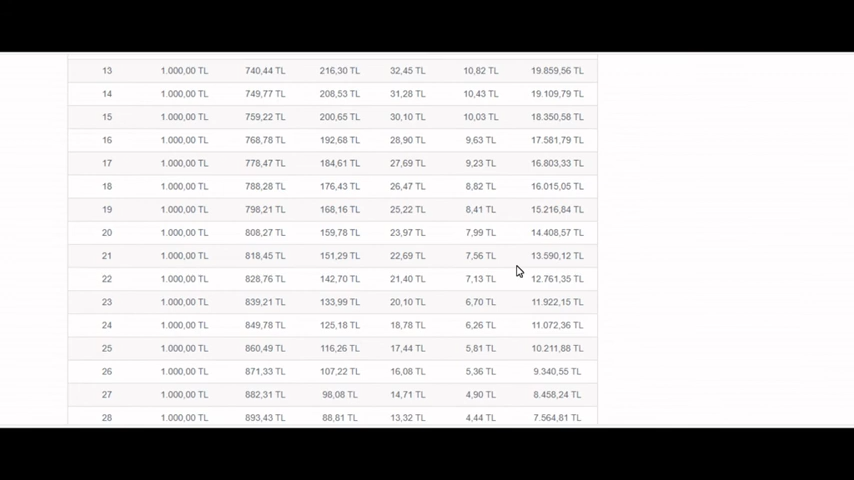 13 1.000,00 TL 740,44 TL 216,30 TL 32,45 TL 10,82 TL 19.859,56 TL
14 1.000,00 TL 749,77 TL 208,53 TL 31,28 TL 10,43 TL 19.109,79 TL
15 1.000,00 TL 759,22 TL 200,65 TL 30,10 TL 10,03 TL 18.350,58 TL
16 1.000,00 TL 768,78 TL 192,68 TL 28,90 TL 9,63 TL 17.581,79 TL
17 1.000,00 TL 778,47 TL 184,61 TL 27,69 TL 9,23 TL 16.803,33 TL
18 1.000,00 TL 788,28 TL 176,43 TL 26,47 TL 8,82 TL 16.015,05 TL
19 1.000,00 TL 798,21 TL 168,16 TL 25,22 TL 8,41 TL 15.216,84 TL
20 1.000,00 TL 808,27 TL 159,78 TL 23,97 TL 7,99 TL 14.408,57 TL
21 1.000,00 TL 818,45 TL 151,29 TL 22,69 TL 7,56 TL 13.590,12 TL
22 1.000,00 TL 828,76 TL 142,70 TL 21,40 TL 7,13 TL 12.761,35 TL
23 1.000,00 TL 839,21 TL 133,99 TL 20,10 TL 6,70 TL 11.922,15 TL
24 1.000,00 TL 849,78 TL 125,18 TL 18,78 TL 6,26 TL 11.072,36 TL
25 1.000,00 TL 860,49 TL 116,26 TL 17,44 TL 5,81 TL 10.211,88 TL
26 1.000,00 TL 871,33 TL 107,22 TL 16,08 TL 5,36 TL 9.340,55 TL
27 1.000,00 TL 882,31 TL 98,08 TL 14,71 TL 4,90 TL 8.458,24 TL
28 1.000,00 TL 893,43 TL 88,81 TL 13,32 TL 4,44 TL 7.564,81 TL